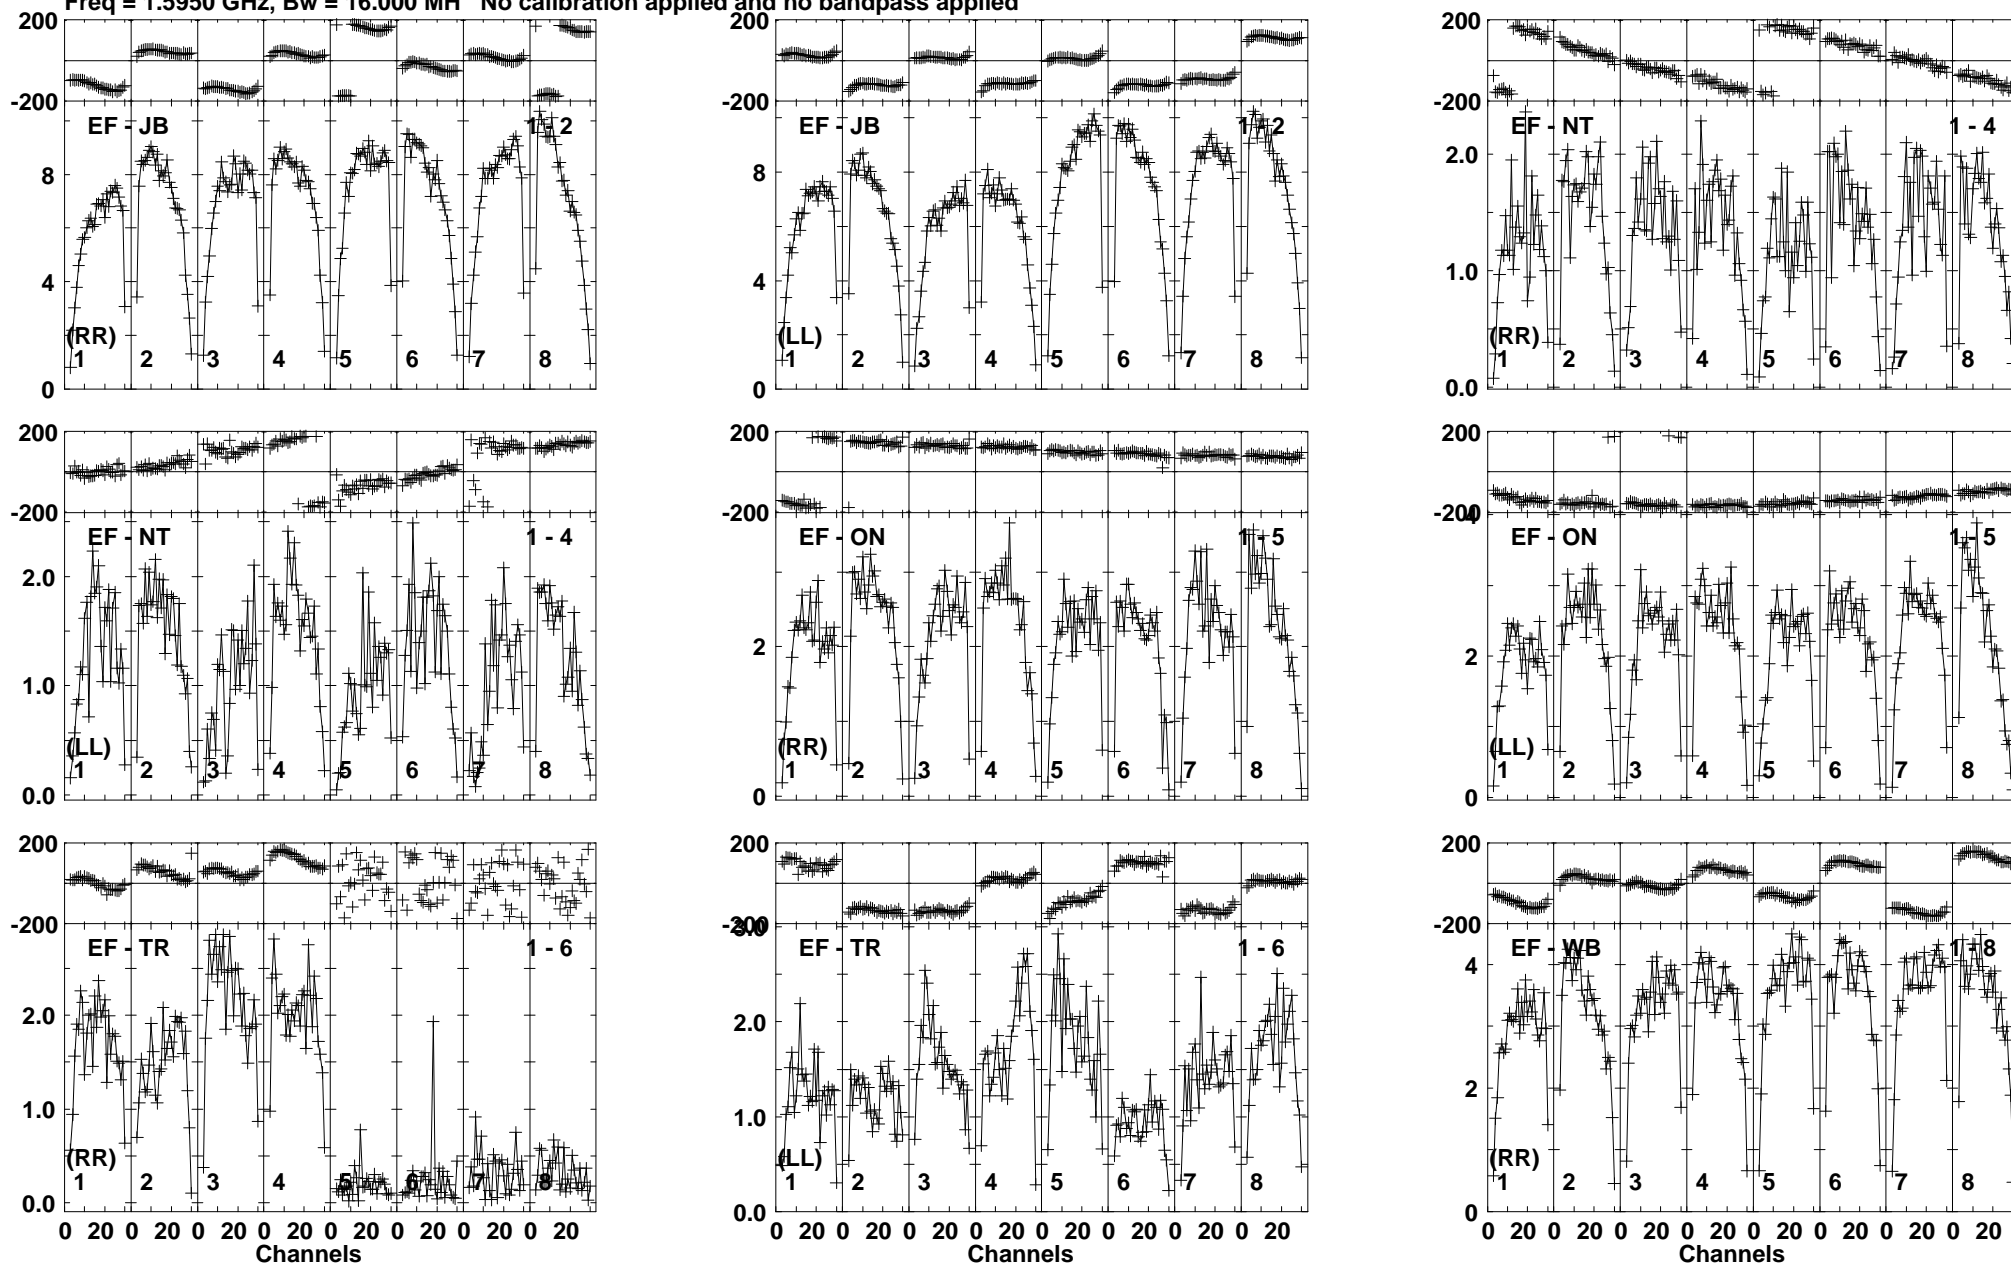 Freq = 1.5950 GHz, Bw = 16.000 MH No calibration applied and no bandpass applied
200 200 200
-200 -200 -200
EF - JB 1 - 2 EF - JB 1 - 2 EF - NT 1 - 4
8 8 2.0
4 4 1.0
(RR) (LL) (RR)
1 2 3 4 5 6 7 8 1 2 3 4 5 6 7 8 1 2 3 4 5 6 7 8
0 0 0.0
200 200 200
-200 -200 -200 4
EF - NT 1 - 4 EF - ON 1 - 5 EF - ON 1 - 5
2.0 2 2
1.0
(LL) (RR) (LL)
1 2 3 4 5 6 7 8 1 2 3 4 5 6 7 8 1 2 3 4 5 6 7 8
0.0 0 0
200 200 200
-200 -200 3.0 -200
EF - TR 1 - 6 EF - TR 1 - 6 EF - WB 1 - 8
2.0 2.0 4
1.0 1.0 2
(RR) (LL) (RR)
1 2 3 4 5 6 7 8 1 2 3 4 5 6 7 8 1 2 3 4 5 6 7 8
0.0 0.0 0
0 20 0 20 0 20 0 20 0 20 0 20 0 20 0 20 0 20 0 20 0 20 0 20 0 20 0 20 0 20 0 20 0 20 0 20 0 20 0 20 0 20 0 20 0 20 0 20
Channels Channels Channels